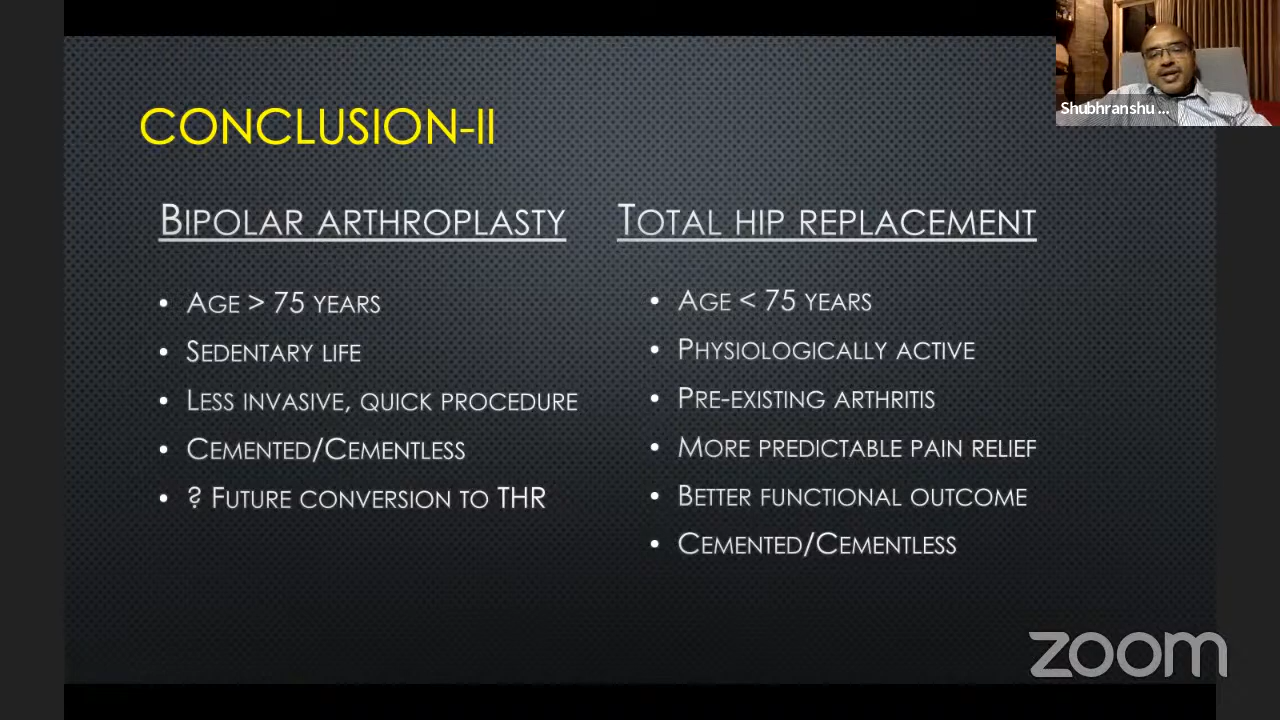 Shubhranshu ...
CONCLUSION-II
BIPOLAR ARTHROPLASTY
• AGE > 75 YEARS
• SEDENTARY LIFE
• LESS INVASIVE, QUICK PROCEDURE
• CEMENTED/CEMENTLESS
• ? FUTURE CONVERSION TO THR
TOTAL HIP REPLACEMENT
• AGE < 75 YEARS
• PHYSIOLOGICALLY ACTIVE
• PRE-EXISTING ARTHRITIS
• MORE PREDICTABLE PAIN RELIEF
• BETTER FUNCTIONAL OUTCOME
• CEMENTED/CEMENTLESS
zoom